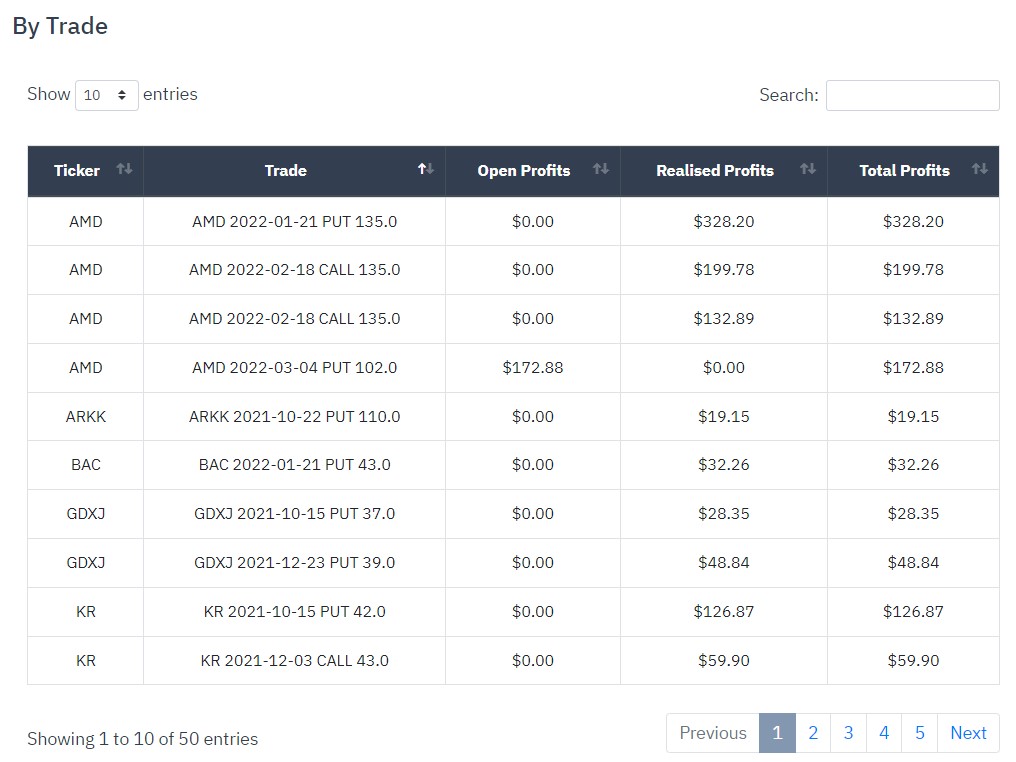 By Trade
Show 10 entries Search:
Ticker Trade Open Profits Realised Profits Total Profits
AMD AMD 2022-01-21 PUT 135.0 $0.00 $328.20 $328.20
AMD AMD 2022-02-18 CALL 135.0 $0.00 $199.78 $199.78
AMD AMD 2022-02-18 CALL 135.0 $0.00 $132.89 $132.89
AMD AMD 2022-03-04 PUT 102.0 $172.88 $0.00 $172.88
ARKK ARKK 2021-10-22 PUT 110.0 $0.00 $19.15 $19.15
BAC BAC 2022-01-21 PUT 43.0 $0.00 $32.26 $32.26
GDXJ GDXJ 2021-10-15 PUT 37.0 $0.00 $28.35 $28.35
GDXJ GDXJ 2021-12-23 PUT 39.0 $0.00 $48.84 $48.84
KR KR 2021-10-15 PUT 42.0 $0.00 $126.87 $126.87
KR KR 2021-12-03 CALL 43.0 $0.00 $59.90 $59.90
Showing 1 to 10 of 50 entries Previous 1 2 3 4 5 Next